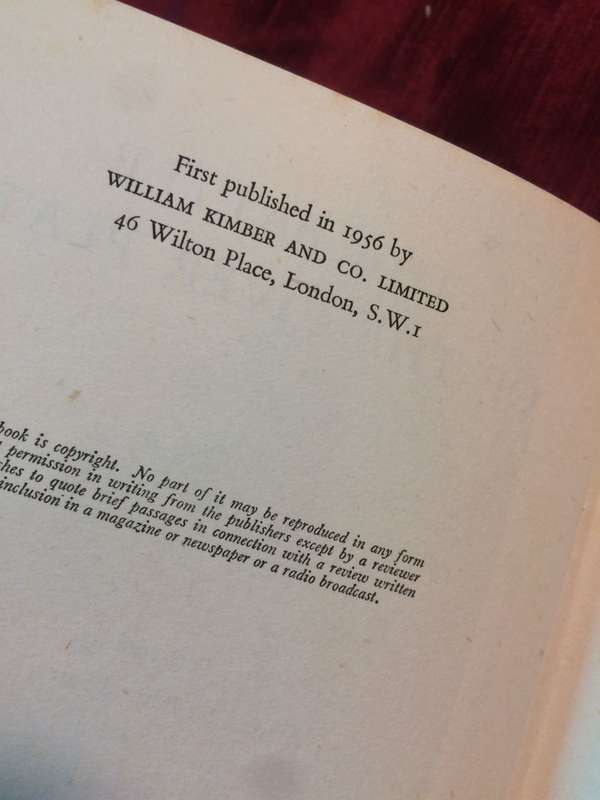 First published in 1956 by
WILLIAM KIMBER AND CO. LIMITED
46 Wilton Place, London, S.W.1
book is copyright. No part of it may be reproduced in any form
permission in writing from the publishers except by a reviewer
to quote brief passages in connection with a review written
inclusion in a magazine or newspaper or a radio broadcast.